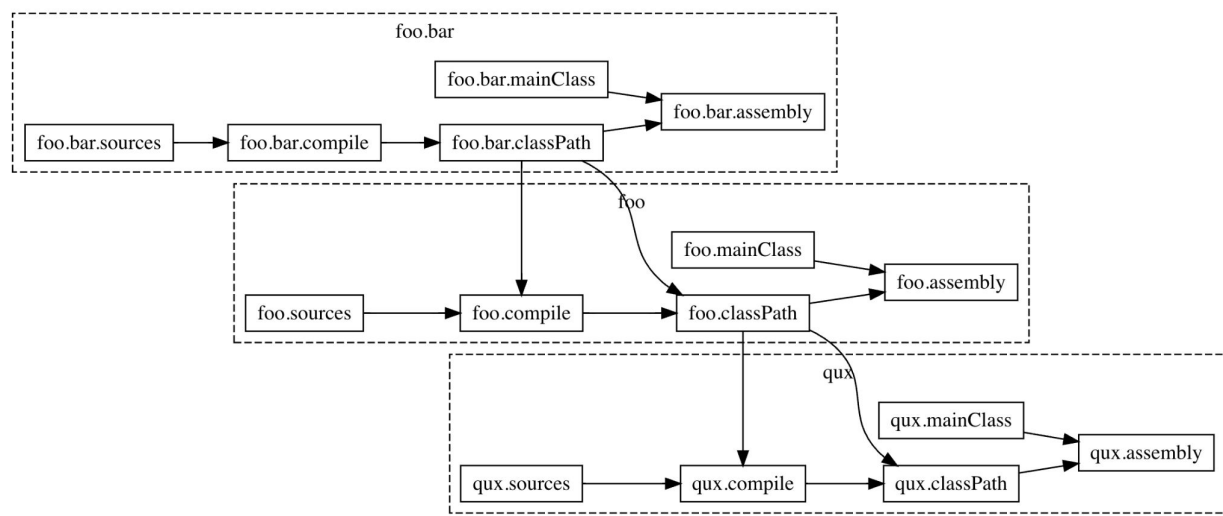 foo.bar
foo.bar.mainClass
foo.bar.assembly
foo.bar.sources
foo.bar.compile
foo.bar.classPath
foo
foo.mainClass
foo.assembly
foo.sources
foo.compile
foo.classPath
qux
qux.mainClass
qux.assembly
qux.sources
qux.compile
qux.classPath